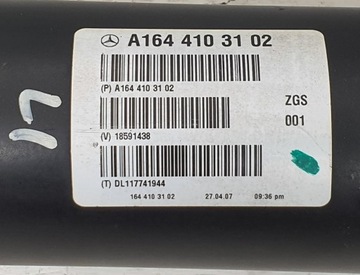 A164 410 31 02
(P) A164 410 31 02
ZGS
001
(V) 18591438
(T) DL117741944
164 410 31 02 27.04.07 09:36 pm